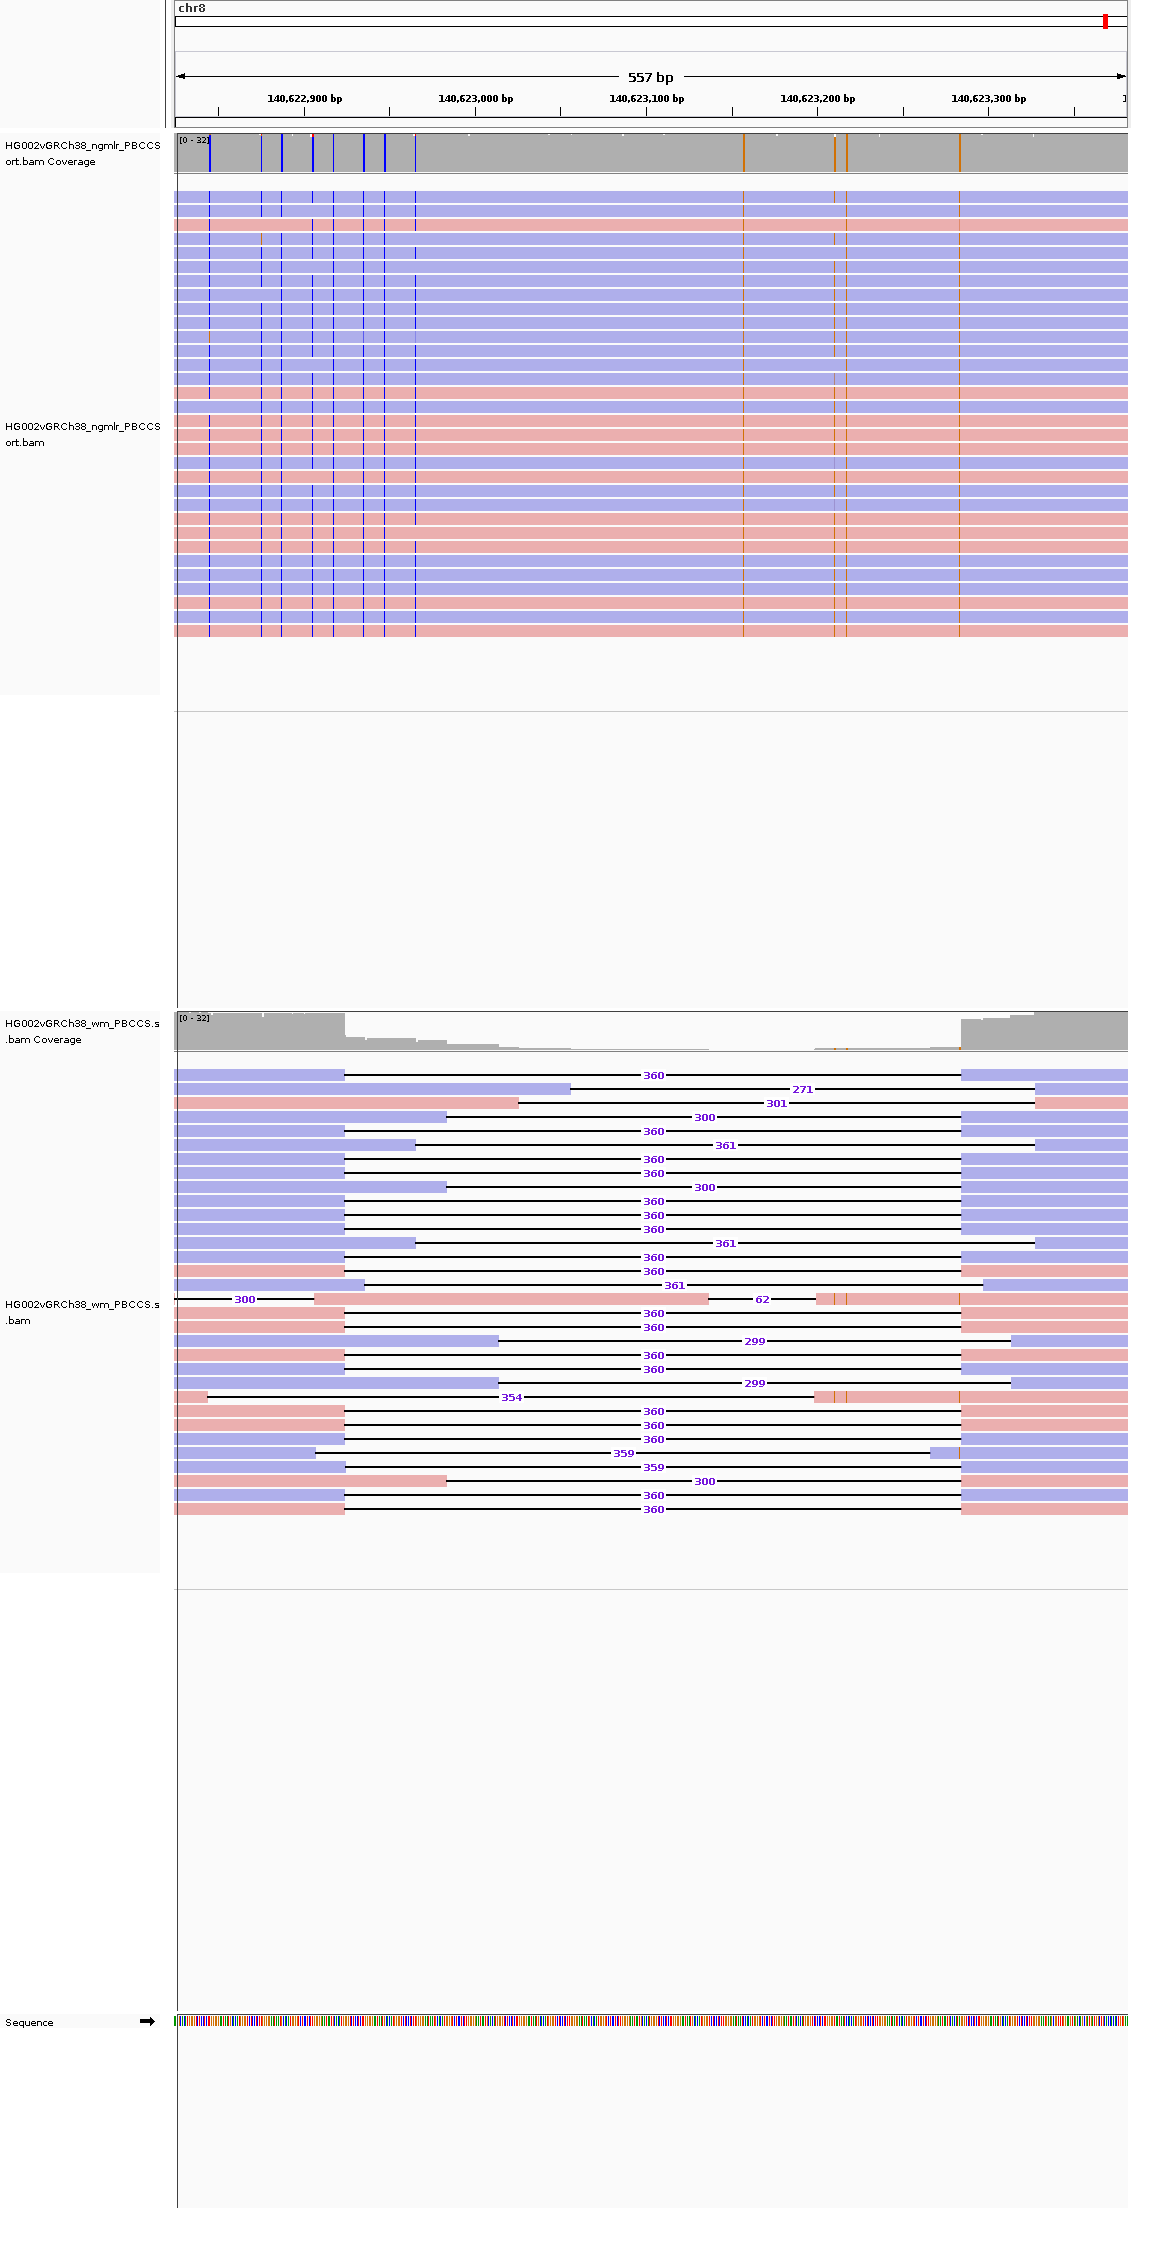 chr8
557 bp
140,622,900 bp 140,623,000 bp 140,623,100 bp 140,623,200 bp 140,623,300 bp 1
HG002vGRCh38_ngmlr_PBCCS
ort.bam Coverage
[0 - 32]
HG002vGRCh38_ngmlr_PBCCS
ort.bam
HG002vGRCh38_wm_PBCCS.s
.bam Coverage
[0 - 32]
360
271
301
300
360
361
360
360
300
360
360
360
361
360
360
361
HG002vGRCh38_wm_PBCCS.s
.bam
300 62
360
360
299
360
360
299
354
360
360
360
359
359
300
360
360
Sequence